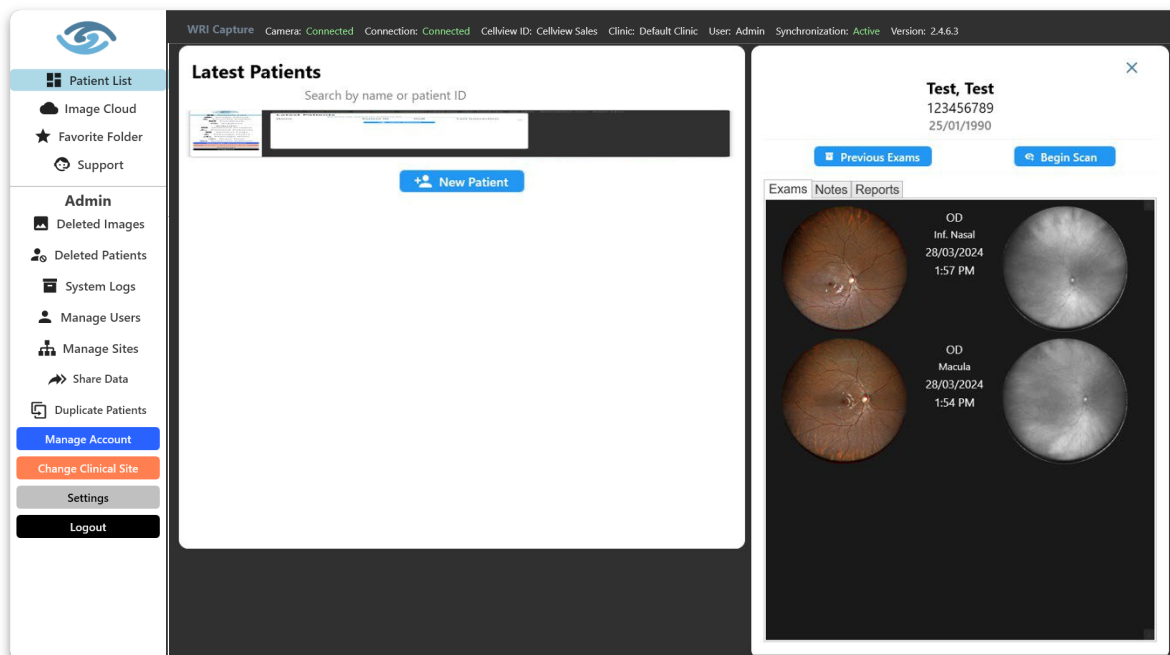 WRI Capture Camera: Connected Connection: Connected Cellview ID: Cellview Sales Clinic: Default Clinic User: Admin Synchronization: Active Version: 2.4.6.3
Patient List
Image Cloud
Favorite Folder
Support
Admin
Deleted Images
Deleted Patients
System Logs
Manage Users
Manage Sites
Share Data
Duplicate Patients
Manage Account
Change Clinical Site
Settings
Logout
Latest Patients
Search by name or patient ID
Latest Patients
New Patient
Test, Test
123456789
25/01/1990
Previous Exams
Begin Scan
Exams Notes Reports
OD
Inf. Nasal
28/03/2024
1:57 PM
OD
Macula
28/03/2024
1:54 PM